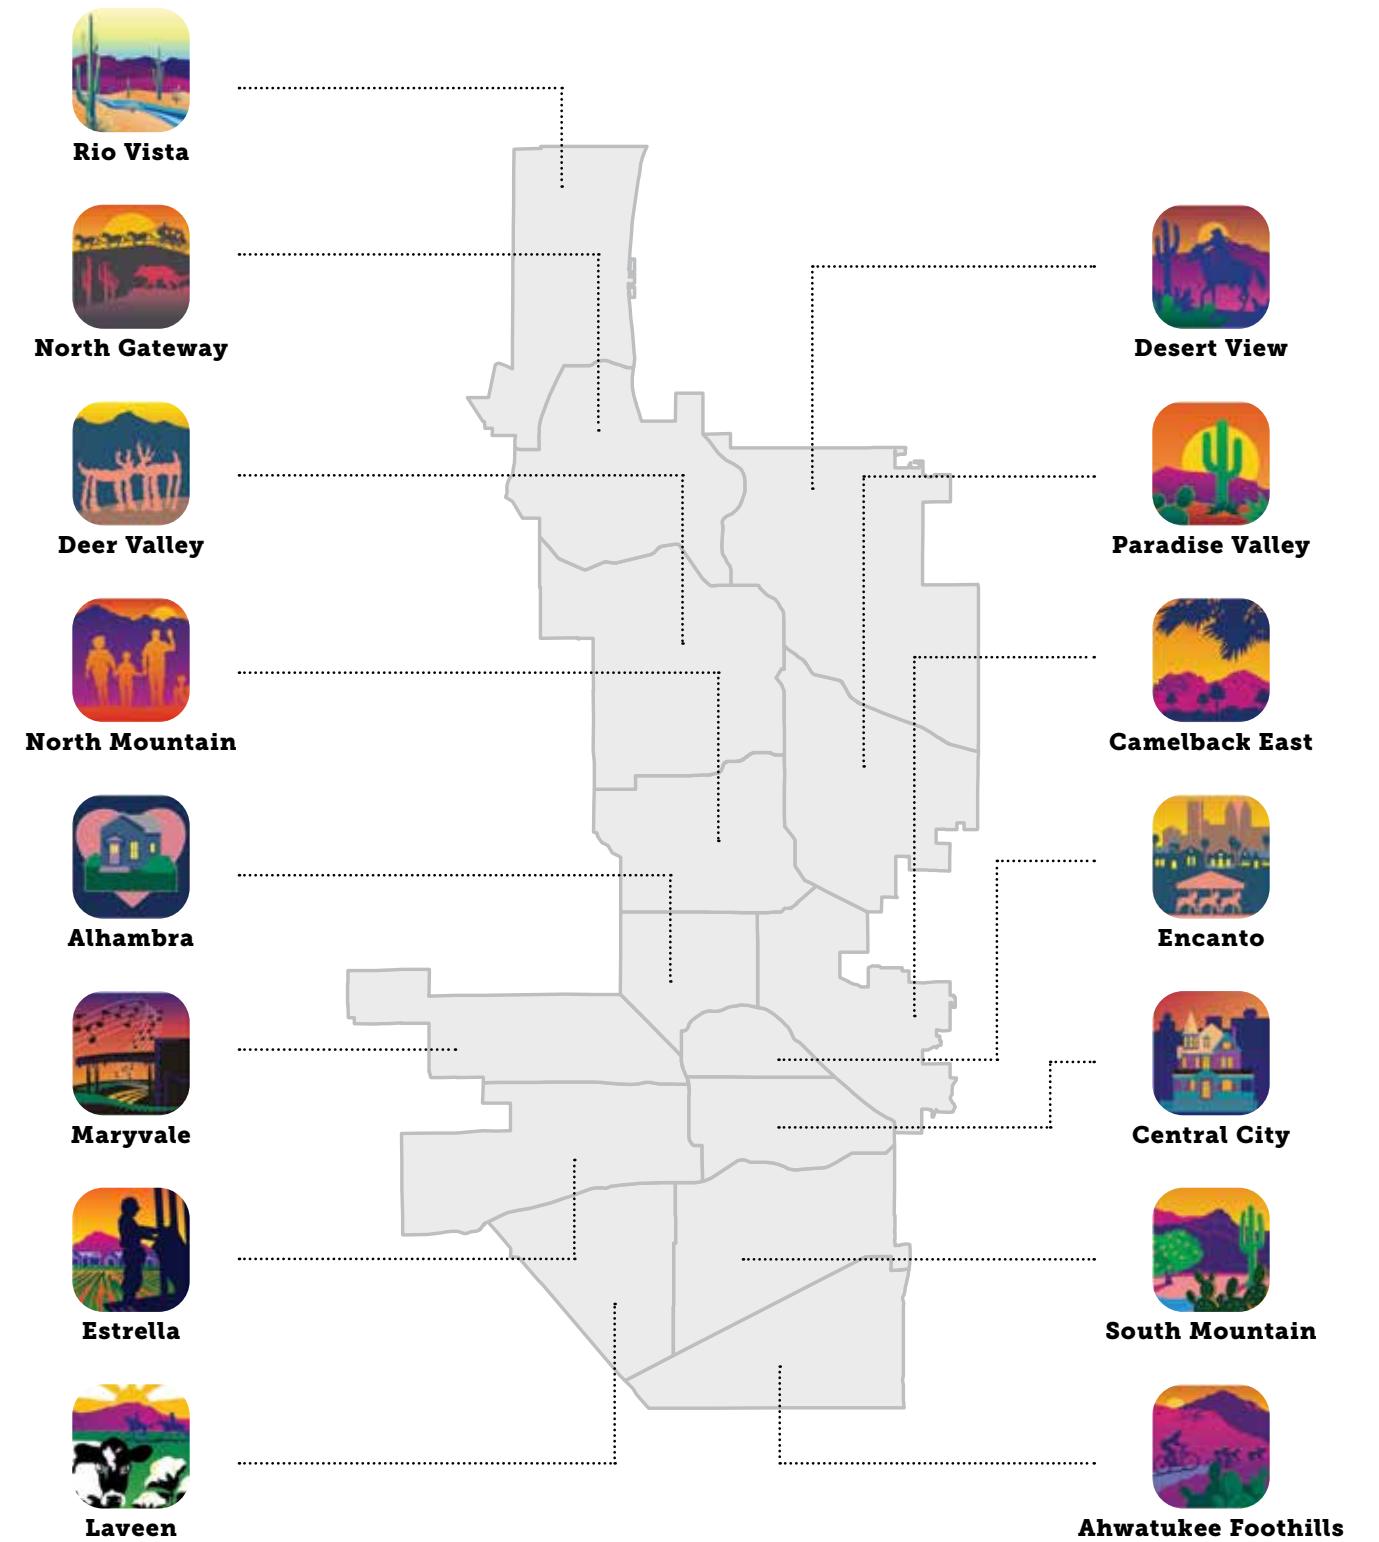 Rio Vista
North Gateway
Deer Valley
North Mountain
Alhambra
Maryvale
Estrella
Laveen
Desert View
Paradise Valley
Camelback East
Encanto
Central City
South Mountain
Ahwatukee Foothills